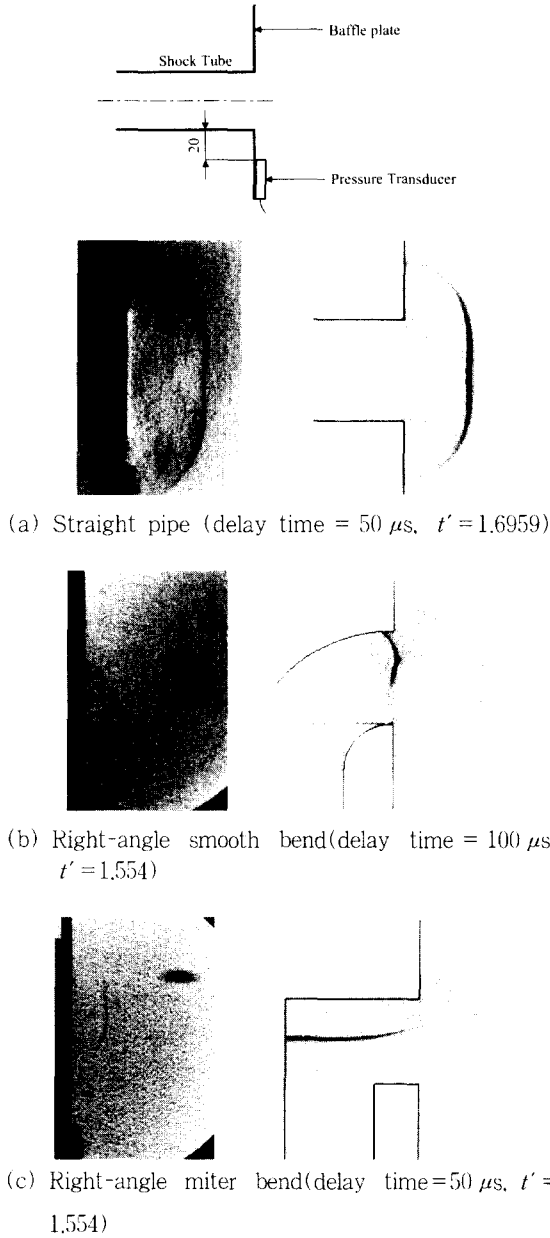 Baffle plate
Shock Tube
20
Pressure Transducer
(a) Straight pipe (delay time = 50 μs, t′ = 1.6959)
(b) Right-angle smooth bend(delay time = 100 μs
t′ = 1.554)
(c) Right-angle miter bend(delay time=50 μs, t′ =
1.554)